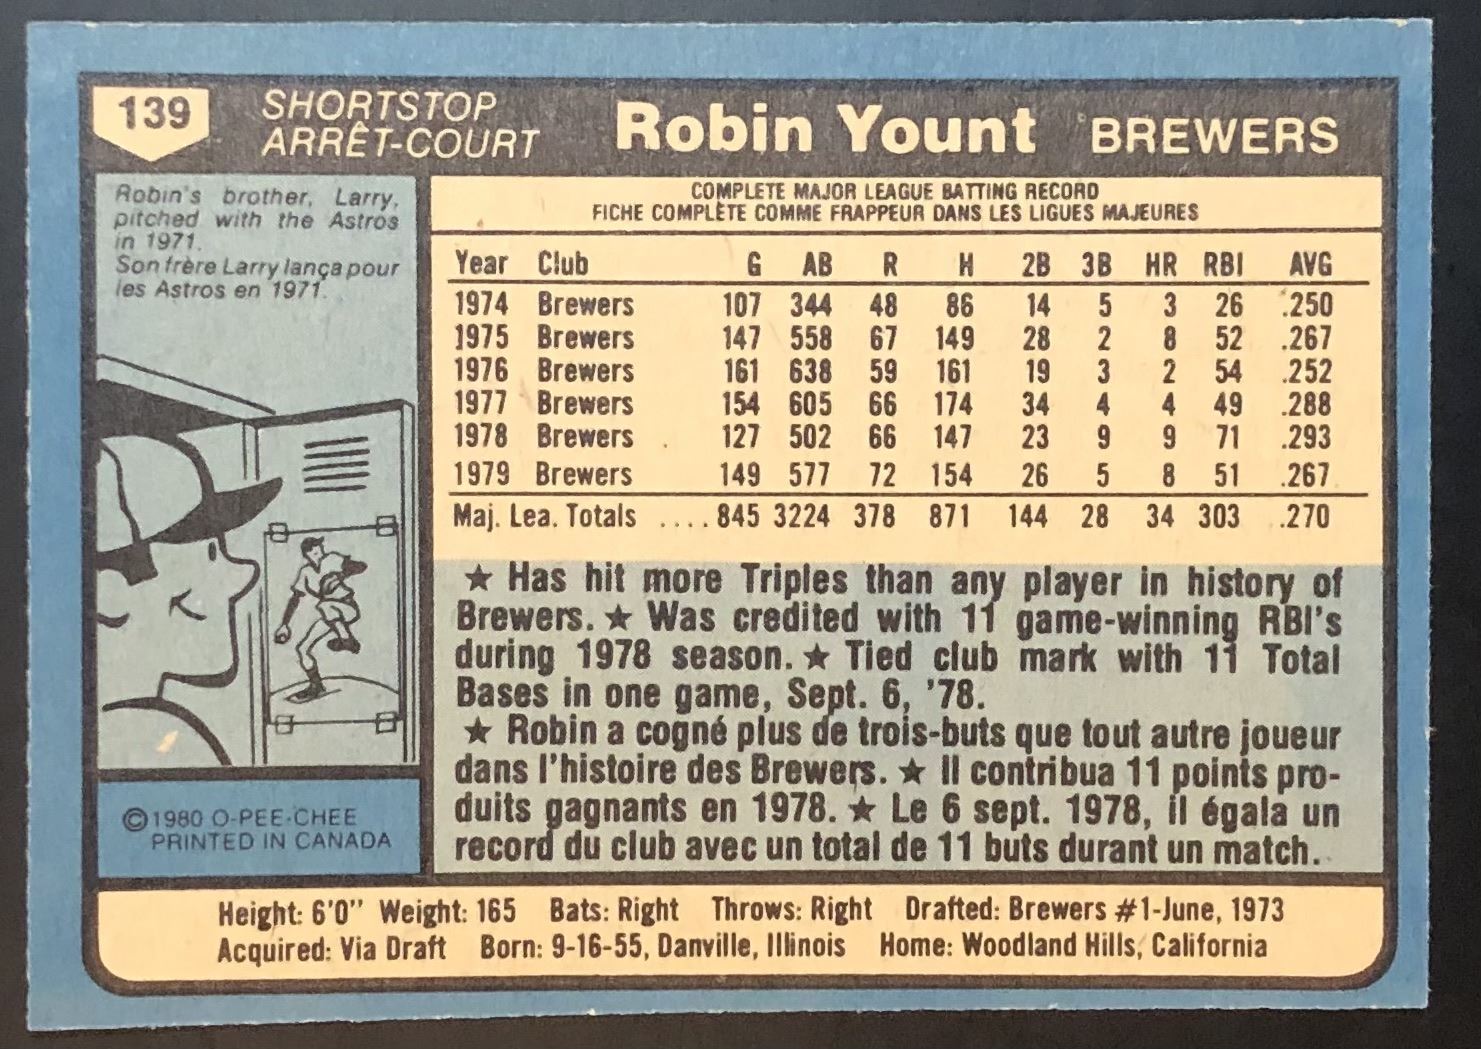 139
SHORTSTOP
ARRÊT-COURT
Robin Yount BREWERS
Robin's brother, Larry,
pitched with the Astros
in 1971.
Son frère Larry lança pour
les Astros en 1971.
COMPLETE MAJOR LEAGUE BATTING RECORD
FICHE COMPLÈTE COMME FRAPPEUR DANS LES LIGUES MAJEURES
Year Club G AB R H 2B 3B HR RBI AVG
1974 Brewers 107 344 48 86 14 5 3 26 .250
1975 Brewers 147 558 67 149 28 2 8 52 .267
1976 Brewers 161 638 59 161 19 3 2 54 .252
1977 Brewers 154 605 66 174 34 4 4 49 .288
1978 Brewers 127 502 66 147 23 9 9 71 .293
1979 Brewers 149 577 72 154 26 5 8 51 .267
Maj. Lea. Totals ....845 3224 378 871 144 28 34 303 .270
★ Has hit more Triples than any player in history of
Brewers. ★ Was credited with 11 game-winning RBI's
during 1978 season. ★ Tied club mark with 11 Total
Bases in one game, Sept. 6, '78.
★ Robin a cogné plus de trois-buts que tout autre joueur
dans l'histoire des Brewers. ★ Il contribua 11 points pro-
duits gagnants en 1978. ★ Le 6 sept. 1978, il égala un
record du club avec un total de 11 buts durant un match.
©1980 O-PEE-CHEE
PRINTED IN CANADA
Height: 6'0" Weight: 165 Bats: Right Throws: Right Drafted: Brewers #1-June, 1973
Acquired: Via Draft Born: 9-16-55, Danville, Illinois Home: Woodland Hills, California